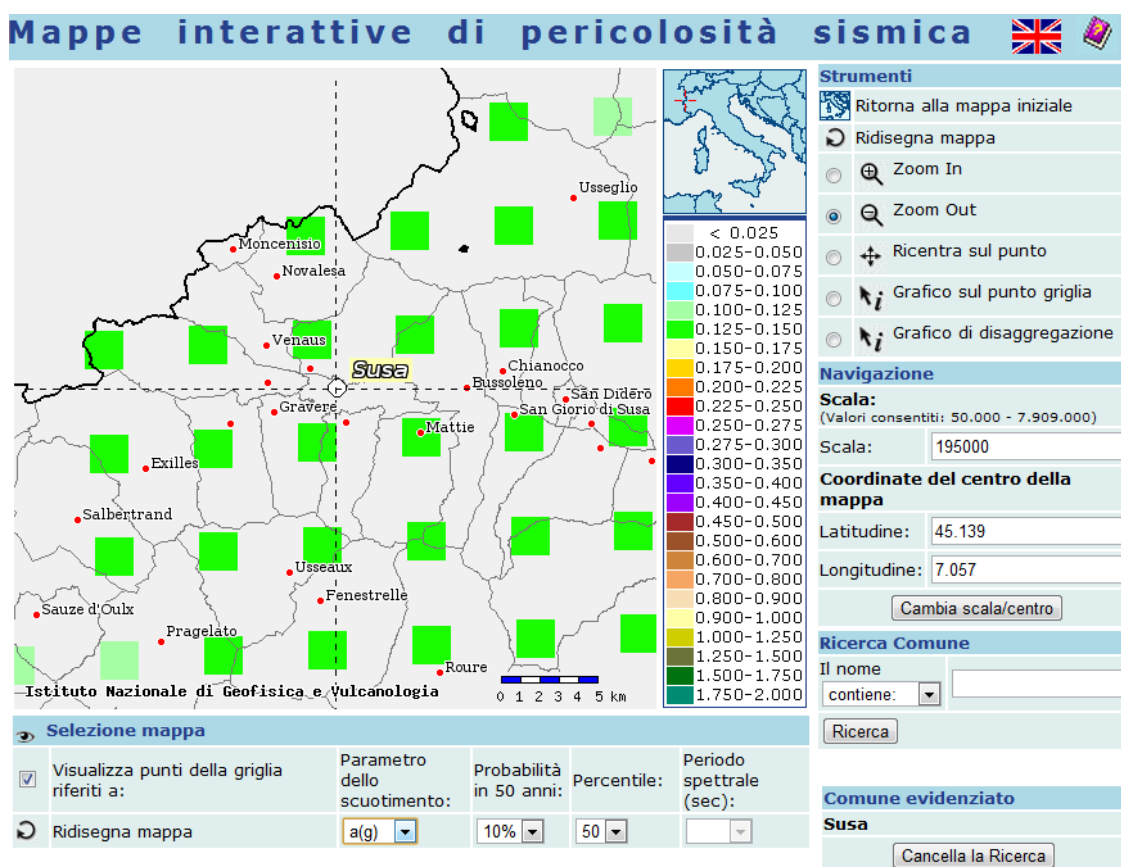 Mappe interattive di pericolosità sismica
Usseglio
Moncenisio
Novalesa
Venaus
Susa
Chianocco
Bussoleno
San Didero
Gravere
San Giorio di Susa
Mattie
Exilles
Salbertrand
Usseaux
Fenestrelle
Sauze d'Oulx
Pragelato
Roure
Istituto Nazionale di Geofisica e Vulcanologia
0 1 2 3 4 5 km
< 0.025
0.025-0.050
0.050-0.075
0.075-0.100
0.100-0.125
0.125-0.150
0.150-0.175
0.175-0.200
0.200-0.225
0.225-0.250
0.250-0.275
0.275-0.300
0.300-0.350
0.350-0.400
0.400-0.450
0.450-0.500
0.500-0.600
0.600-0.700
0.700-0.800
0.800-0.900
0.900-1.000
1.000-1.250
1.250-1.500
1.500-1.750
1.750-2.000
Strumenti
Ritorna alla mappa iniziale
Ridisegna mappa
Zoom In
Zoom Out
Ricentra sul punto
i Grafico sul punto griglia
i Grafico di disaggregazione
Navigazione
Scala:
(Valori consentiti: 50.000 - 7.909.000)
Scala: 195000
Coordinate del centro della
mappa
Latitudine: 45.139
Longitudine: 7.057
Cambia scala/centro
Ricerca Comune
Il nome
contiene:
Ricerca
Comune evidenziato
Susa
Cancella la Ricerca
Selezione mappa
Visualizza punti della griglia
riferiti a:
Parametro
dello
scuotimento:
Probabilità
in 50 anni:
Percentile:
Periodo
spettrale
(sec):
Ridisegna mappa
a(g)
10%
50